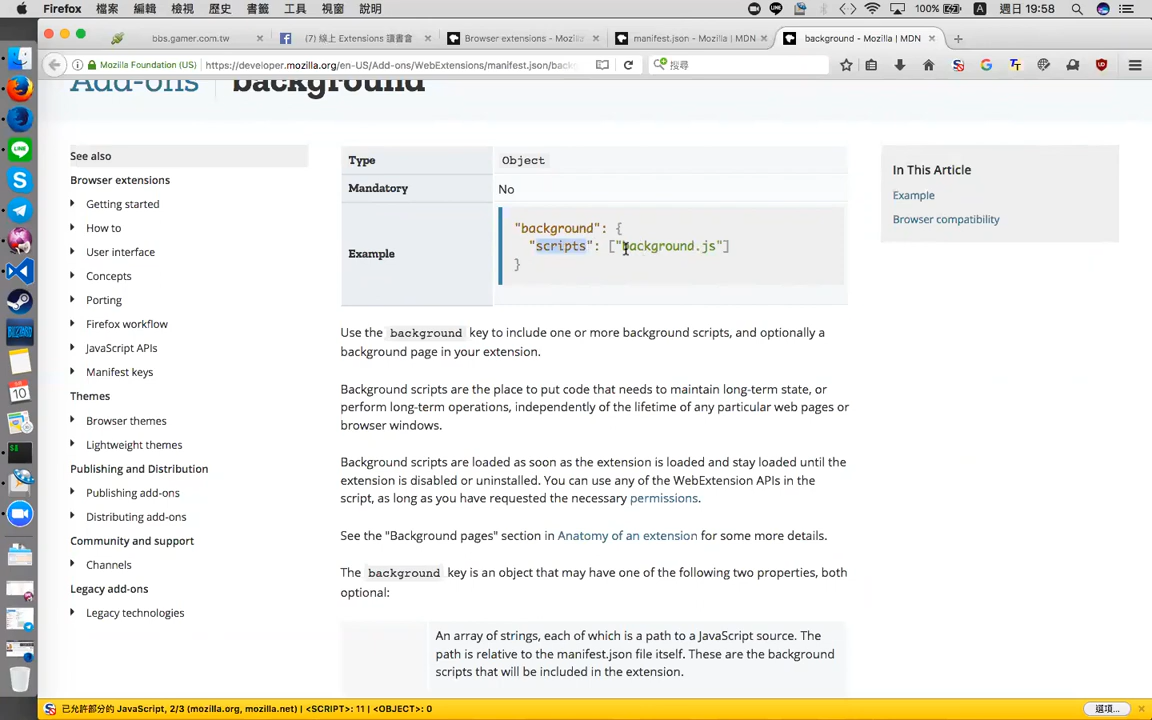 Firefox 檔案 編輯 檢視 歷史 書籤 工具 視窗 說明 100% A 週日 19:58
bbs.gamer.com.tw × (7) 線上 Extensions 讀書會 × Browser extensions - Mozilla × manifest.json - Mozilla | MDN × background - Mozilla | MDN × +
Mozilla Foundation (US) https://developer.mozilla.org/en-US/Add-ons/WebExtensions/manifest.json/back 搜尋
Add-ons background
See also
Browser extensions
Getting started
How to
User interface
Concepts
Porting
Firefox workflow
JavaScript APIs
Manifest keys
Themes
Browser themes
Lightweight themes
Publishing and Distribution
Publishing add-ons
Distributing add-ons
Community and support
Channels
Legacy add-ons
Legacy technologies
Type Object
Mandatory No
Example
"background": {
"scripts": ["background.js"]
}
Use the background key to include one or more background scripts, and optionally a
background page in your extension.
Background scripts are the place to put code that needs to maintain long-term state, or
perform long-term operations, independently of the lifetime of any particular web pages or
browser windows.
Background scripts are loaded as soon as the extension is loaded and stay loaded until the
extension is disabled or uninstalled. You can use any of the WebExtension APIs in the
script, as long as you have requested the necessary permissions.
See the "Background pages" section in Anatomy of an extension for some more details.
The background key is an object that may have one of the following two properties, both
optional:
An array of strings, each of which is a path to a JavaScript source. The
path is relative to the manifest.json file itself. These are the background
scripts that will be included in the extension.
In This Article
Example
Browser compatibility
已允許部分的 JavaScript, 2/3 (mozilla.org, mozilla.net) | <SCRIPT>: 11 | <OBJECT>: 0 選項... ×